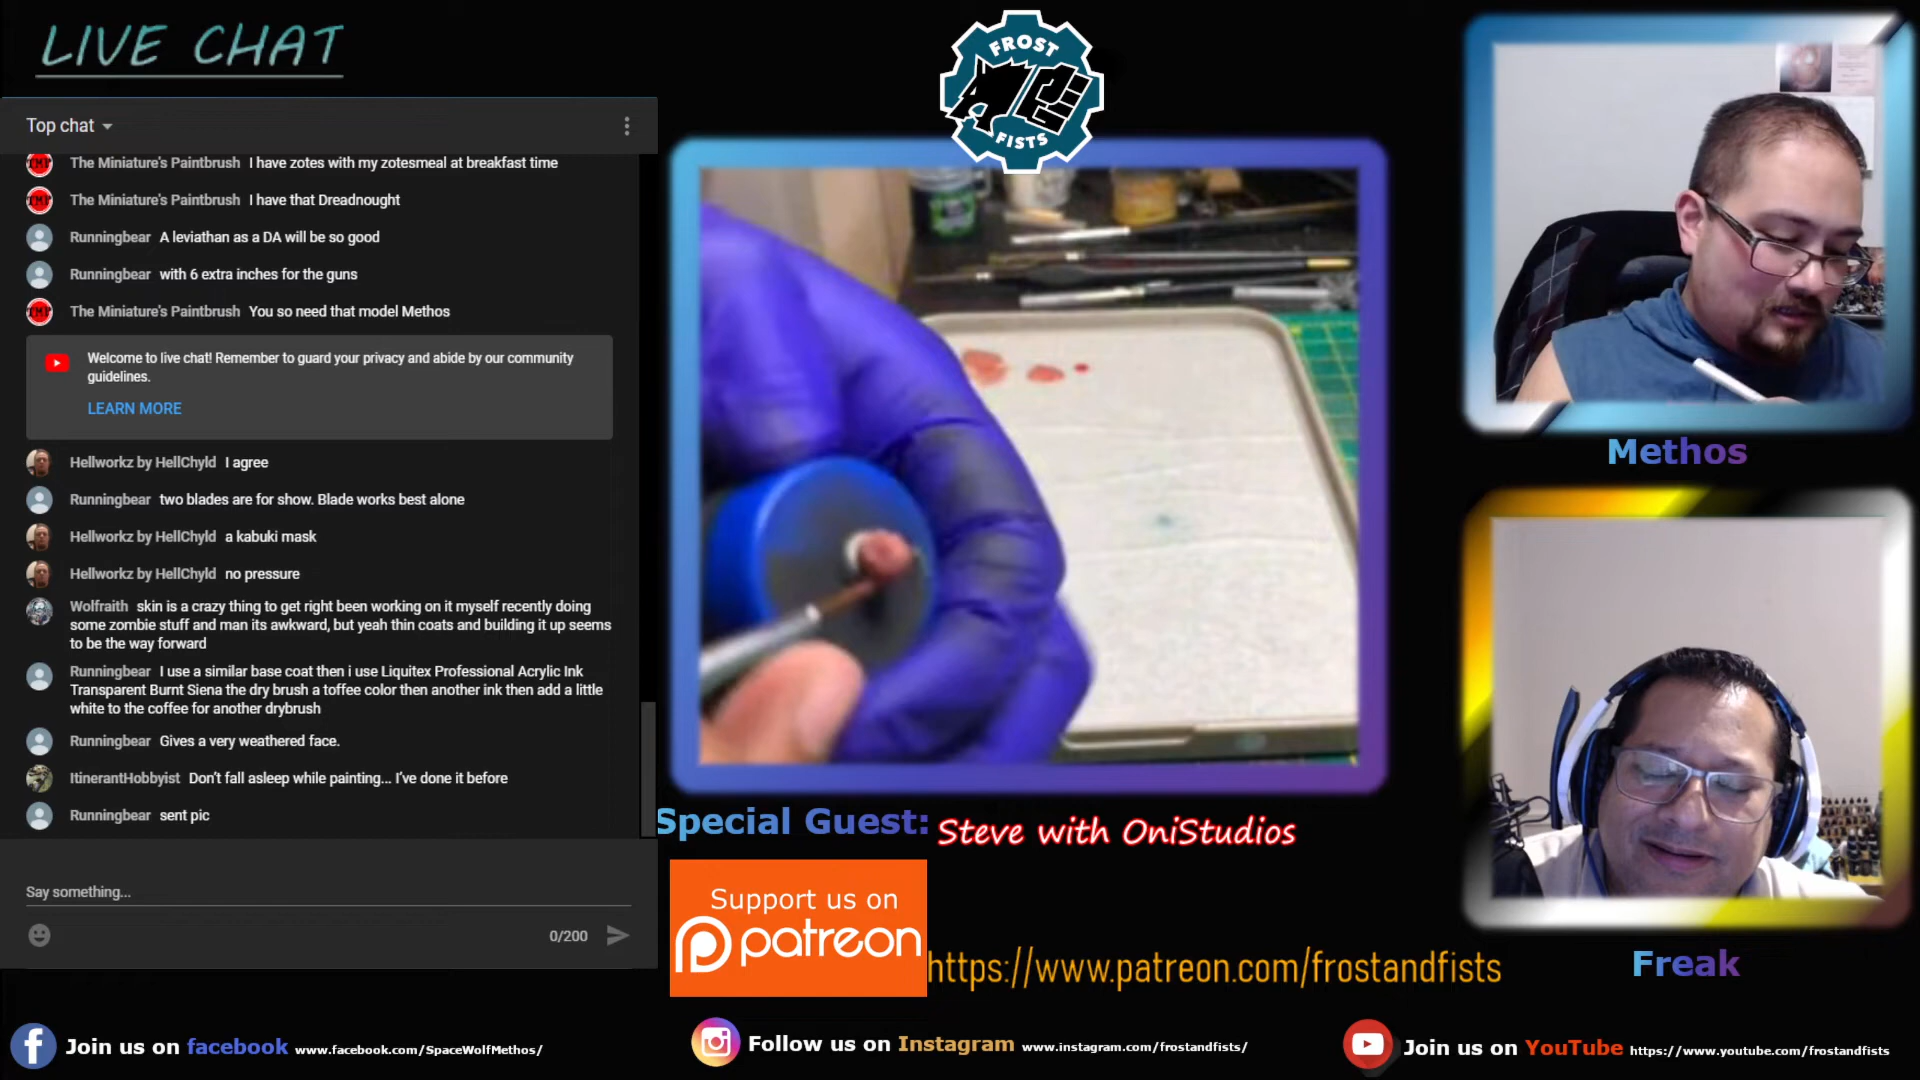 LIVE CHAT
Top chat
The Miniature's Paintbrush I have zotes with my zotesmeal at breakfast time
The Miniature's Paintbrush I have that Dreadnought
Runningbear A leviathan as a DA will be so good
Runningbear with 6 extra inches for the guns
The Miniature's Paintbrush You so need that model Methos
Welcome to live chat! Remember to guard your privacy and abide by our community
guidelines.
LEARN MORE
Hellworkz by HellChyld I agree
Runningbear two blades are for show. Blade works best alone
Hellworkz by HellChyld a kabuki mask
Hellworkz by HellChyld no pressure
Wolfraith skin is a crazy thing to get right been working on it myself recently doing
some zombie stuff and man its awkward, but yeah thin coats and building it up seems
to be the way forward
Runningbear I use a similar base coat then i use Liquitex Professional Acrylic Ink
Transparent Burnt Siena the dry brush a toffee color then another ink then add a little
white to the coffee for another drybrush
Runningbear Gives a very weathered face.
ItinerantHobbyist Don't fall asleep while painting... I've done it before
Runningbear sent pic
Say something...
0/200
FROST
FISTS
Methos
Special Guest: Steve with OniStudios
Support us on
patreon
https://www.patreon.com/frostandfists
Freak
Join us on facebook www.facebook.com/SpaceWolfMethos/
Follow us on Instagram www.instagram.com/frostandfists/
Join us on YouTube https://www.youtube.com/frostandfists